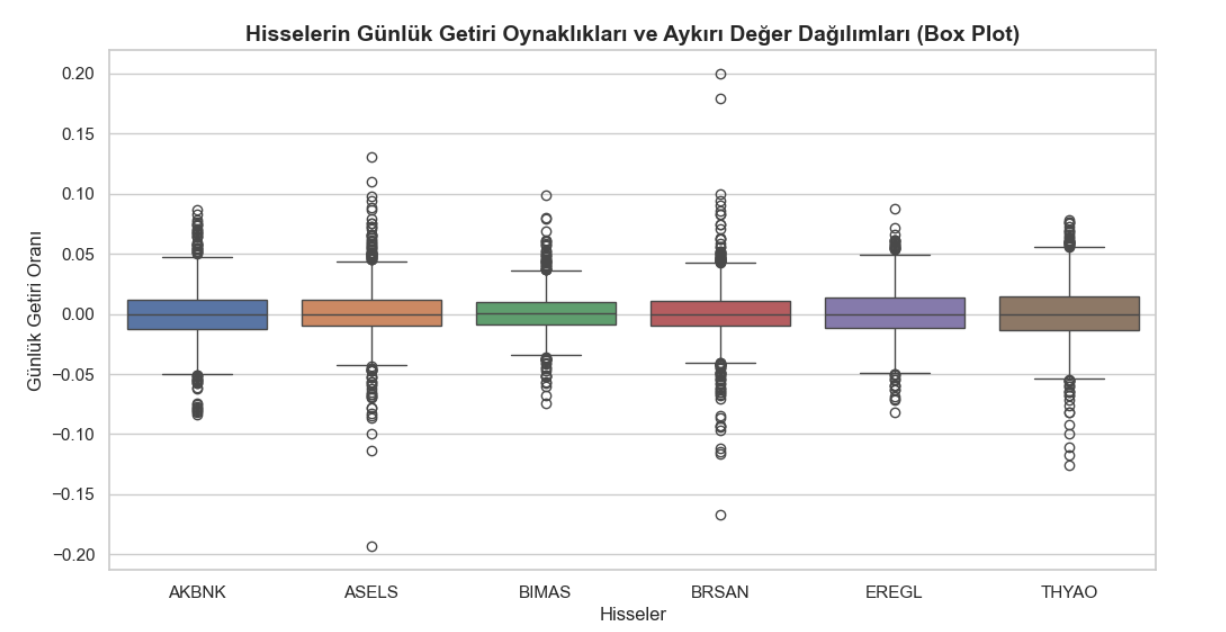 Hisselerin Günlük Getiri Oynaklıkları ve Aykırı Değer Dağılımları (Box Plot)
Günlük Getiri Oranı
0.20
0.15
0.10
0.05
0.00
−0.05
−0.10
−0.15
−0.20
AKBNK ASELS BIMAS BRSAN EREGL THYAO
Hisseler